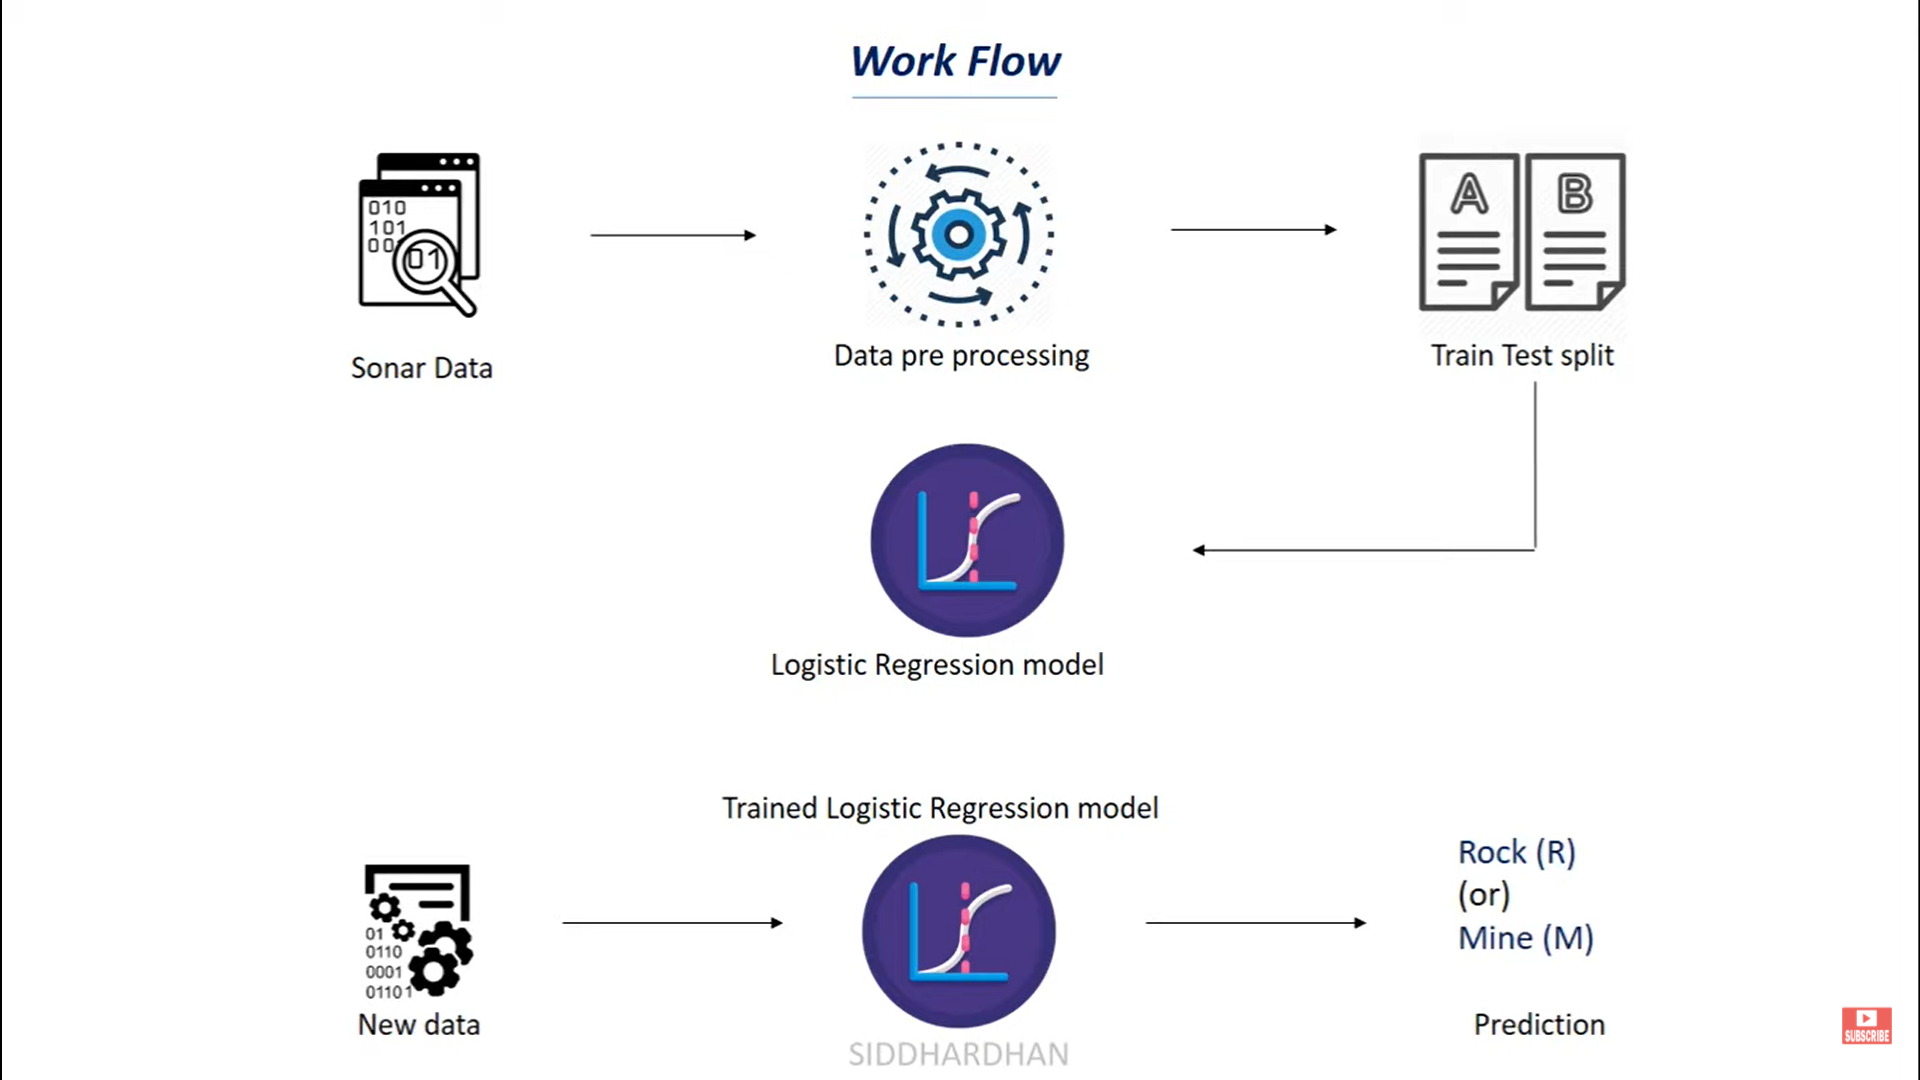 Work Flow
010
101
00
01
A
B
Sonar Data
Data pre processing
Train Test split
Logistic Regression model
Trained Logistic Regression model
01
0110
0001
01101
New data
Rock (R)
(or)
Mine (M)
Prediction
SIDDHARDHAN
SUBSCRIBE